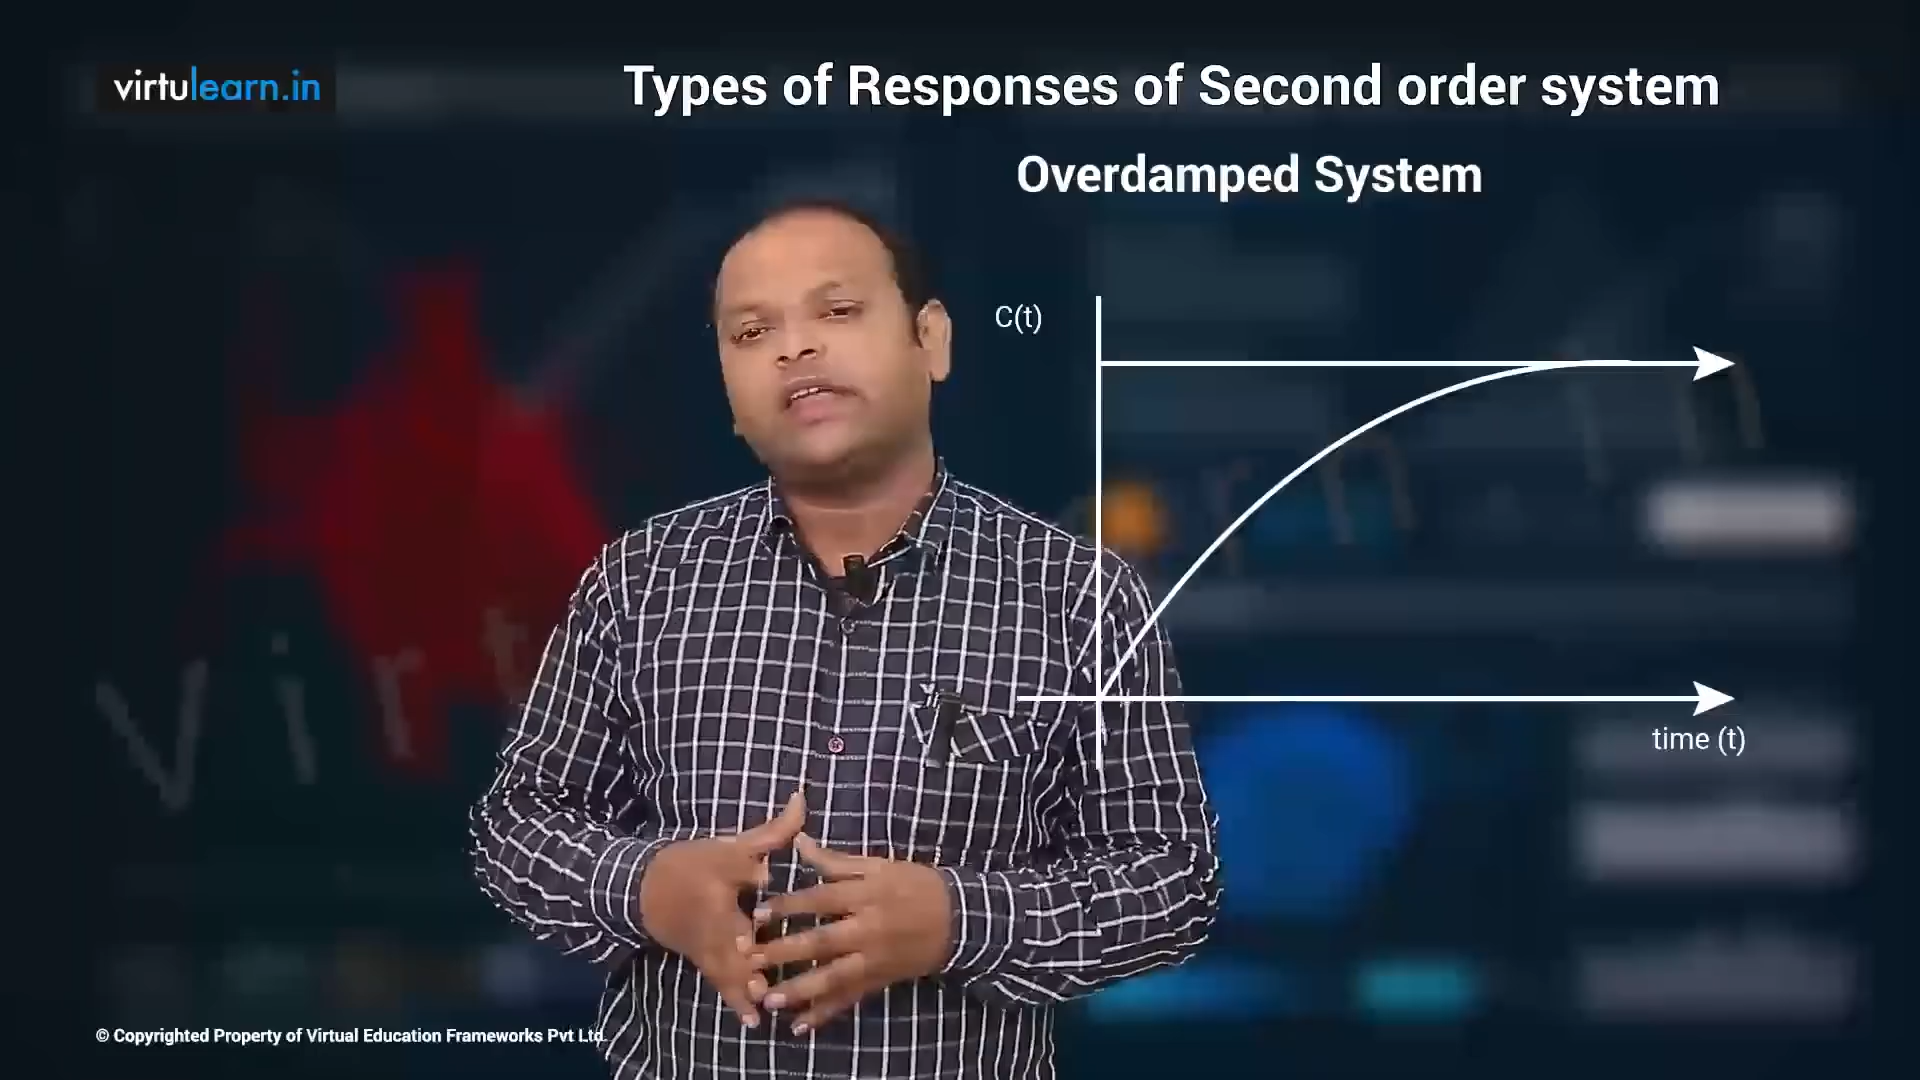 virtulearn.in
Types of Responses of Second order system
Overdamped System
C(t)
time (t)
© Copyrighted Property of Virtual Education Frameworks Pvt Ltd.